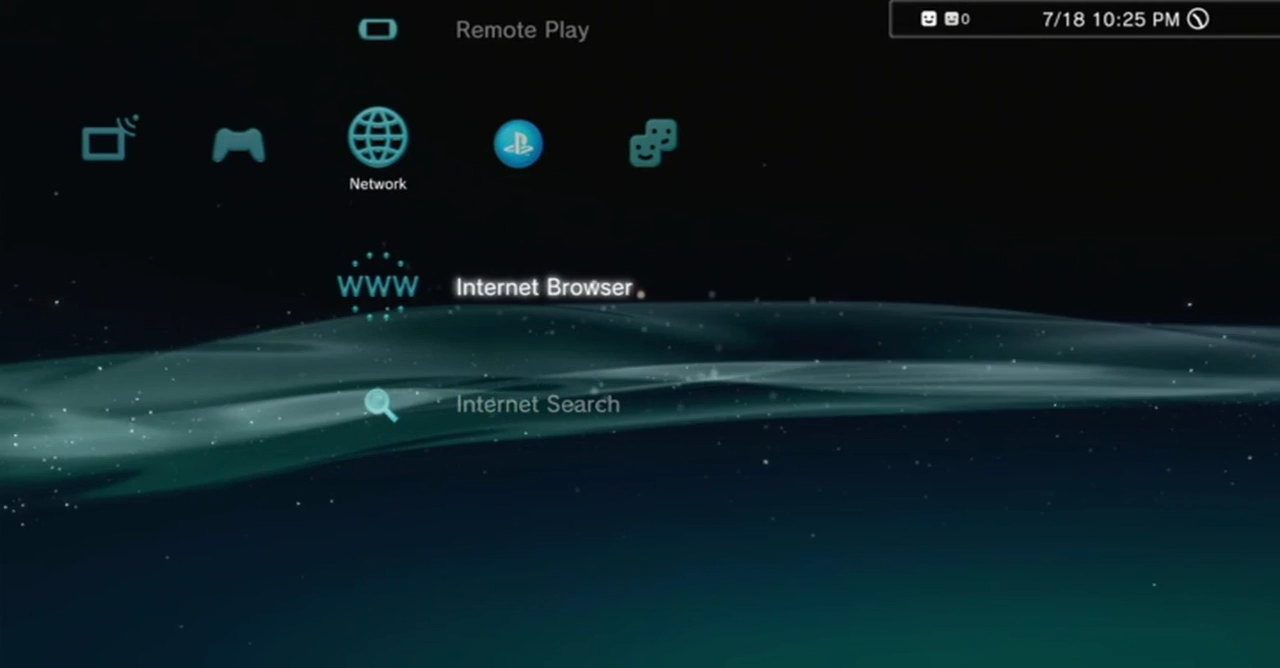 Remote Play
0
7/18 10:25 PM
Network
WWW
Internet Browser
Internet Search